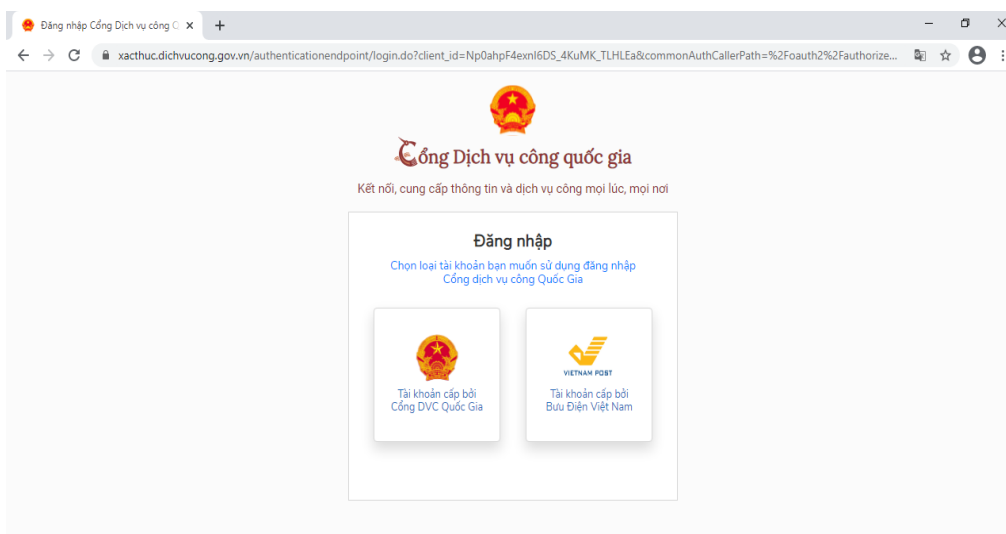 Đăng nhập Cổng Dịch vụ công
xacthuc.dichvucong.gov.vn/authenticationendpoint/login.do?client_id=Np0ahpF4exnI6DS_4KuMK_TLHLEa&commonAuthCallerPath=%2Foauth2%2Fauthorize...
Cổng Dịch vụ công quốc gia
Kết nối, cung cấp thông tin và dịch vụ công mọi lúc, mọi nơi
Đăng nhập
Chọn loại tài khoản bạn muốn sử dụng đăng nhập
Cổng dịch vụ công Quốc Gia
VIETNAM POST
Tài khoản cấp bởi
Cổng DVC Quốc Gia
Tài khoản cấp bởi
Bưu Điện Việt Nam